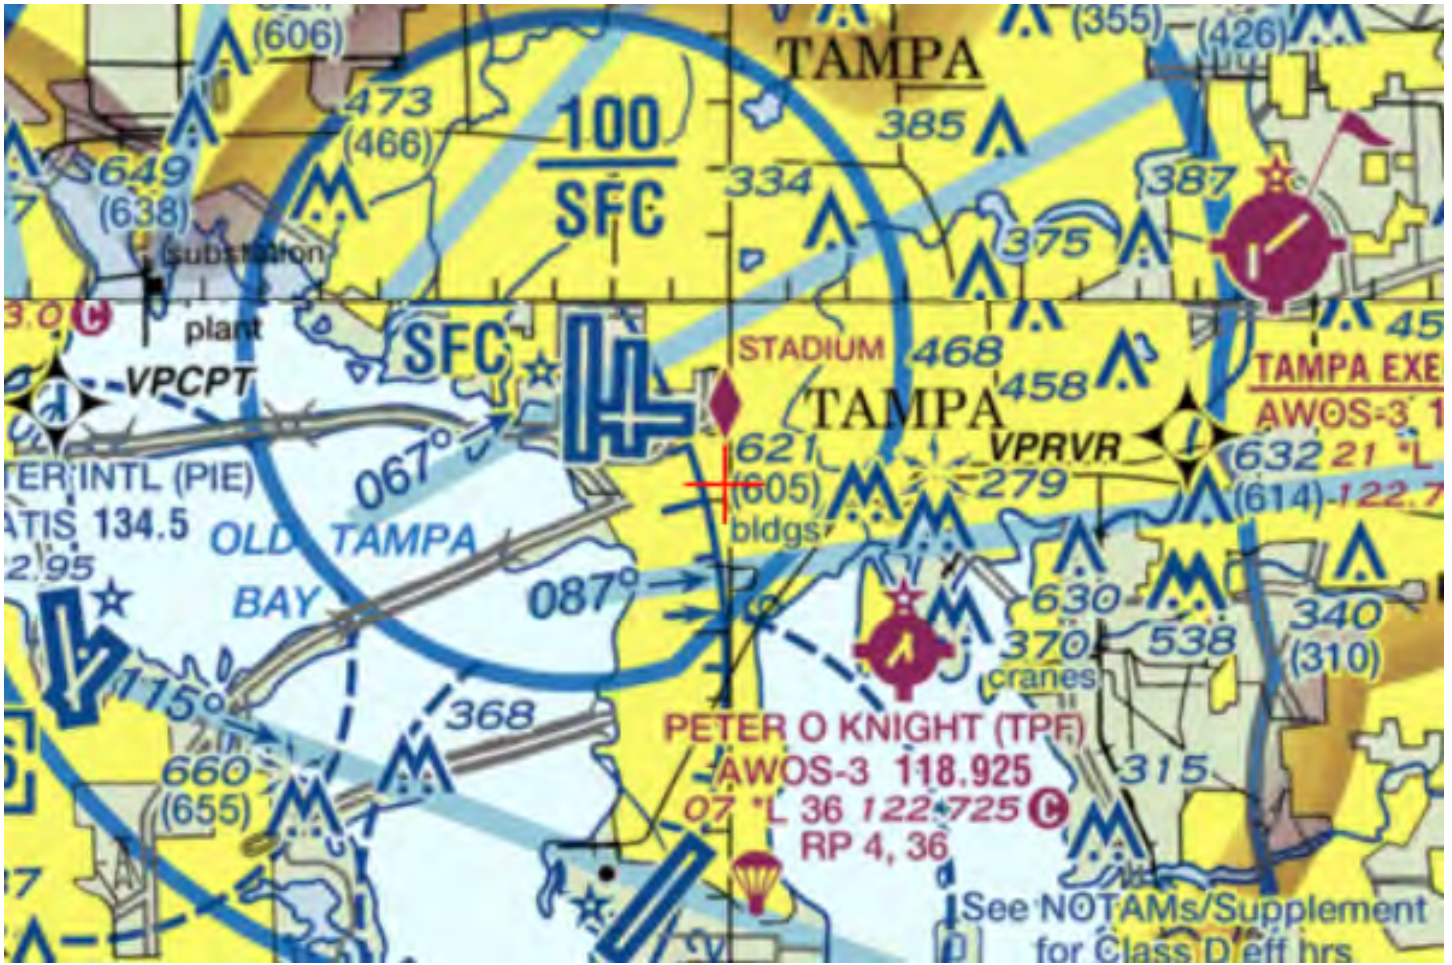 (606)
(355)
(426)
TAMPA
473
(466)
100
SFC
385
649
(638)
334
387
7
375
substation
3.0 C
plant
SFC
STADIUM
468
45
VPCPT
458
TAMPA EXE
TAMPA
AWOS-3 1
067°
621
VPRVR
632 21 *L
TER INTL (PIE)
(605)
279
(614)
122.7
ATIS 134.5
bldgs
OLD TAMPA
BAY
2.95
087°
630
340
370
538
(310)
cranes
115°
368
PETER O KNIGHT (TPF)
660
(655)
AWOS-3 118.925
315
07 *L 36 122.725 C
RP 4, 36
37
See NOTAMs/Supplement
for Class D eff hrs